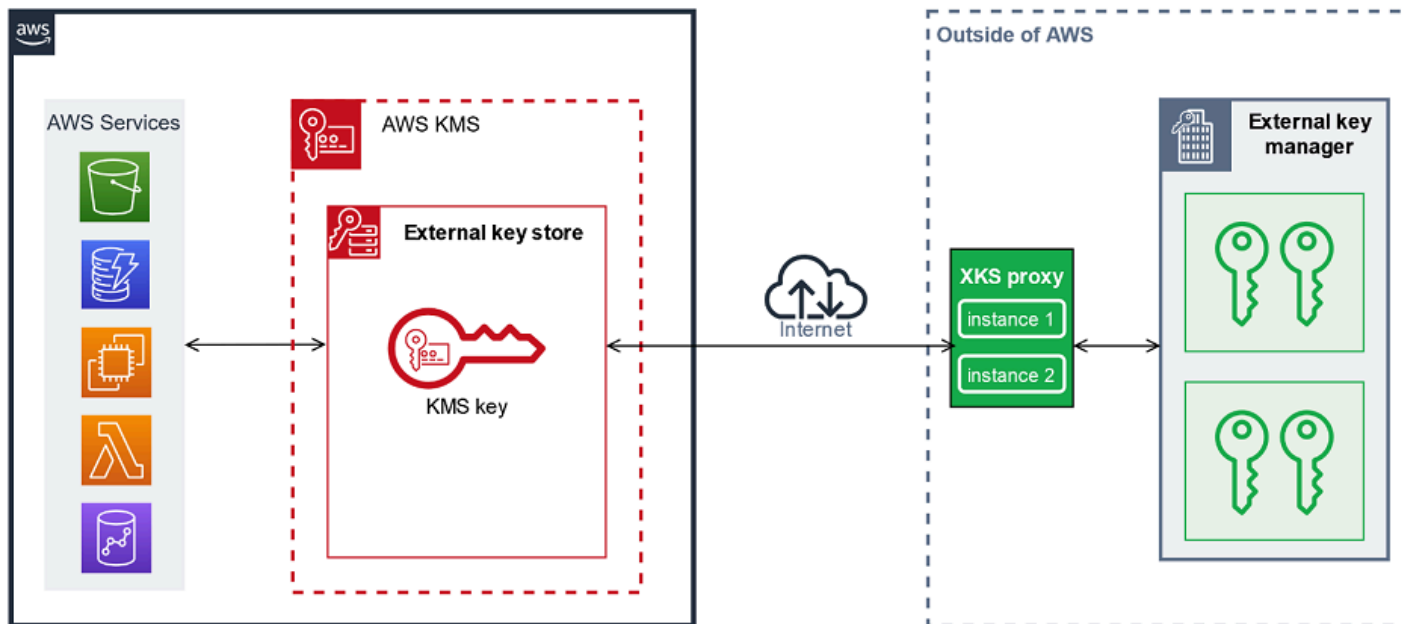 aws
Outside of AWS
AWS Services
AWS KMS
External key
manager
External key store
XKS proxy
instance 1
Internet
instance 2
KMS key